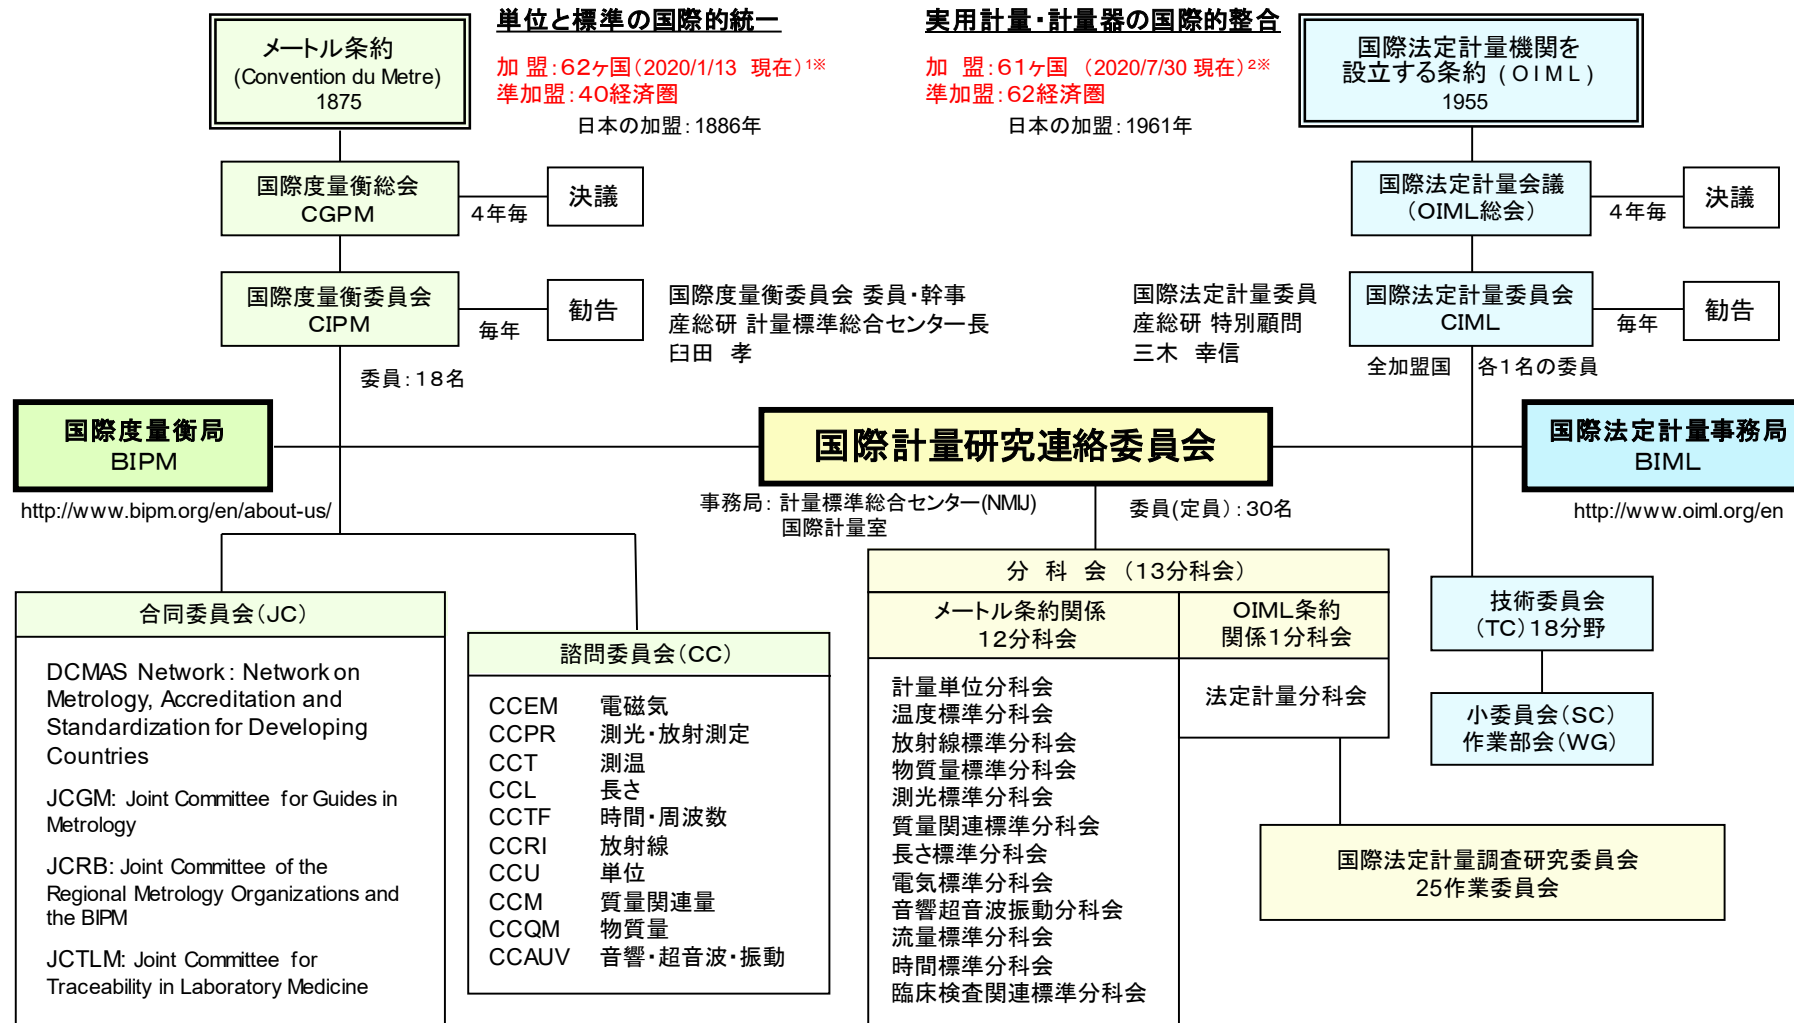 単位と標準の国際的統一
実用計量・計量器の国際的整合
メートル条約
(Convention du Metre)
1875
加 盟：62ヶ国（2020/1/13 現在）1※
準加盟：40経済圏
日本の加盟：1886年
加 盟：61ヶ国 （2020/7/30 現在）2※
準加盟：62経済圏
日本の加盟：1961年
国際法定計量機関を
設立する条約（OIML）
1955
国際度量衡総会
CGPM
4年毎
決議
国際法定計量会議
（OIML総会）
4年毎
決議
国際度量衡委員会
CIPM
毎年
勧告
委員：18名
国際度量衡委員会 委員・幹事
産総研 計量標準総合センター長
臼田 孝
国際法定計量委員
産総研 特別顧問
三木 幸信
国際法定計量委員会
CIML
毎年
勧告
全加盟国 各1名の委員
国際度量衡局
BIPM
http://www.bipm.org/en/about-us/
国際計量研究連絡委員会
事務局：計量標準総合センター(NMIJ)
国際計量室
委員(定員)：30名
国際法定計量事務局
BIML
http://www.oiml.org/en
合同委員会（JC）
DCMAS Network: Network on
Metrology, Accreditation and
Standardization for Developing
Countries
JCGM: Joint Committee for Guides in
Metrology
JCRB: Joint Committee of the
Regional Metrology Organizations and
the BIPM
JCTLM: Joint Committee for
Traceability in Laboratory Medicine
諮問委員会（CC）
CCEM 電磁気
CCPR 測光・放射測定
CCT 測温
CCL 長さ
CCTF 時間・周波数
CCRI 放射線
CCU 単位
CCM 質量関連量
CCQM 物質量
CCAUV 音響・超音波・振動
分 科 会 （13分科会）
メートル条約関係
12分科会
OIML条約
関係1分科会
計量単位分科会
温度標準分科会
放射線標準分科会
物質量標準分科会
測光標準分科会
質量関連標準分科会
長さ標準分科会
電気標準分科会
音響超音波振動分科会
流量標準分科会
時間標準分科会
臨床検査関連標準分科会
法定計量分科会
技術委員会
（TC）18分野
小委員会（SC）
作業部会（WG）
国際法定計量調査研究委員会
25作業委員会